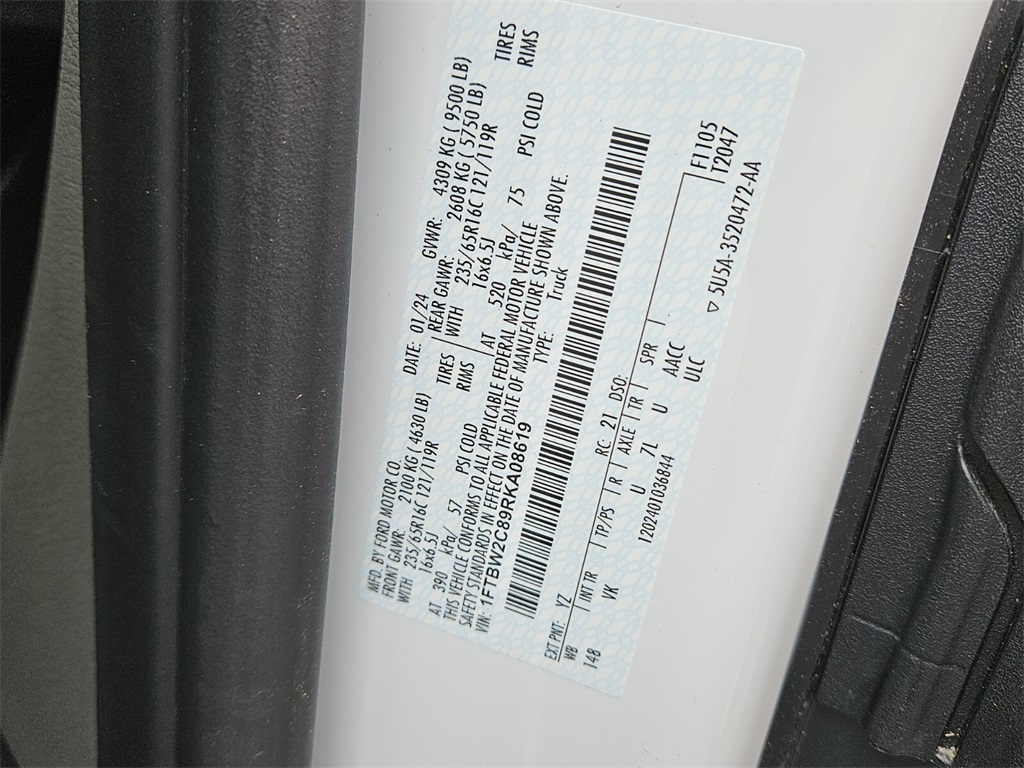 MFD. BY FORD MOTOR CO. DATE: 01/24 GVWR: 4309 KG ( 9500 LB)
FRONT GAWR: 2100 KG ( 4630 LB) REAR GAWR: 2608 KG ( 5750 LB)
WITH 235/65R16C 121/119R TIRES WITH 235/65R16C 121/119R TIRES
16x6.5J RIMS 16x6.5J RIMS
AT 390 kPa/ 57 PSI COLD AT 520 kPa/ 75 PSI COLD
THIS VEHICLE CONFORMS TO ALL APPLICABLE FEDERAL MOTOR VEHICLE
SAFETY STANDARDS IN EFFECT ON THE DATE OF MANUFACTURE SHOWN ABOVE.
VIN: 1FTBW2C89RKA08619 TYPE: Truck
EXT PNT: YZ RC: 21 DSO: F1105
WB INTR TP/PS R AXLE TR SPR T2047
148 VK U 7L U AACC
ULC
1202401036844 ▽ 5U5A-3520472-AA